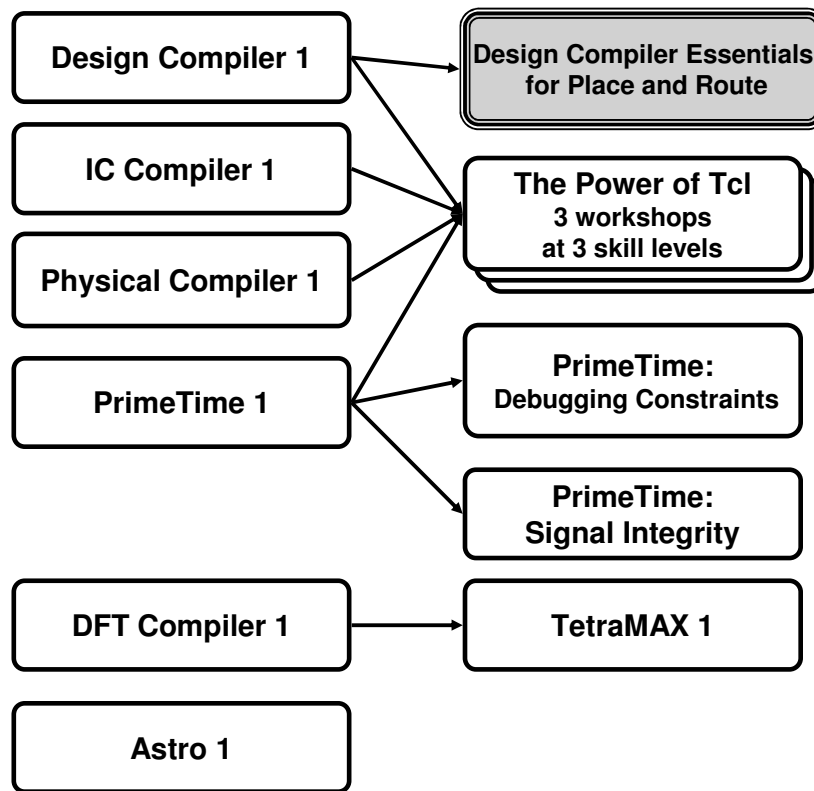 Design Compiler 1
Design Compiler Essentials
for Place and Route
IC Compiler 1
The Power of Tcl
3 workshops
at 3 skill levels
Physical Compiler 1
PrimeTime 1
PrimeTime:
Debugging Constraints
PrimeTime:
Signal Integrity
DFT Compiler 1
TetraMAX 1
Astro 1